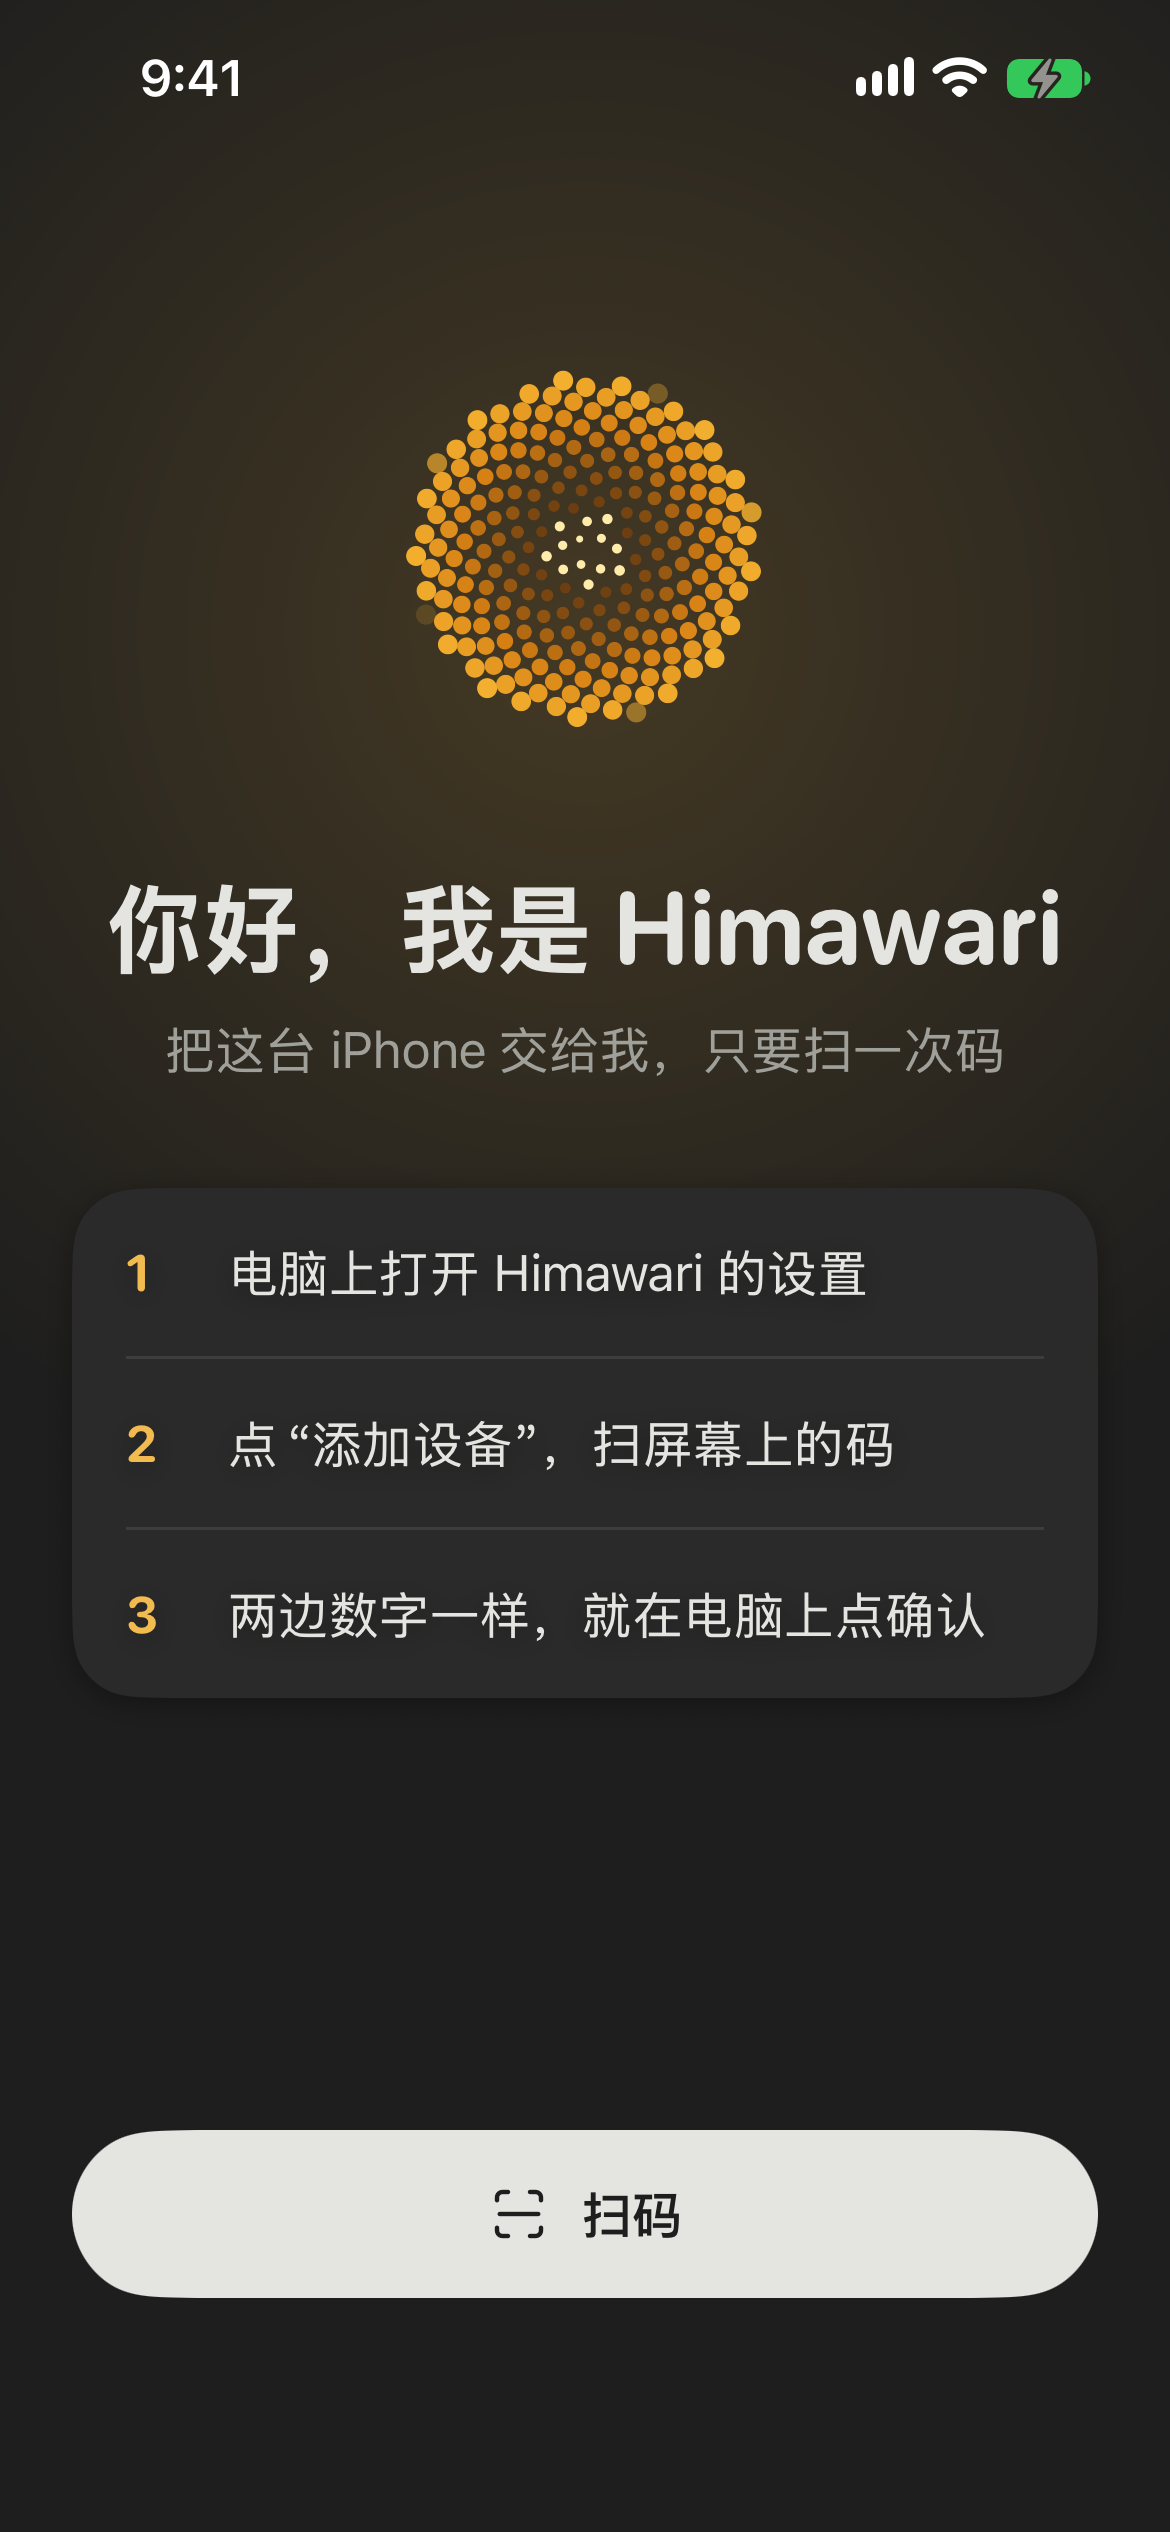 9:41
你好，我是 Himawari
把这台 iPhone 交给我，只要扫一次码
1 电脑上打开 Himawari 的设置
2 点 “添加设备”，扫屏幕上的码
3 两边数字一样，就在电脑上点确认
扫码